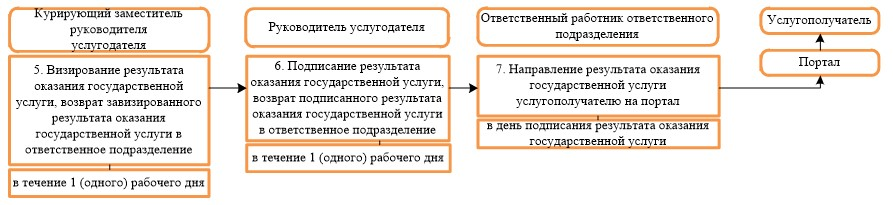 Курирующий заместитель
руководителя
услугодателя
5. Визирование результата
оказания государственной
услуги, возврат завизированного
результата оказания
государственной услуги в
ответственное подразделение
в течение 1 (одного) рабочего дня
Руководитель услугодателя
6. Подписание результата
оказания государственной услуги,
возврат подписанного результата
оказания государственной услуги
в ответственное подразделение
в течение 1 (одного) рабочего дня
Ответственный работник ответственного
подразделения
7. Направление результата оказания
государственной услуги
услугополучателю на портал
в день подписания результата оказания
государственной услуги
Услугополучатель
Портал